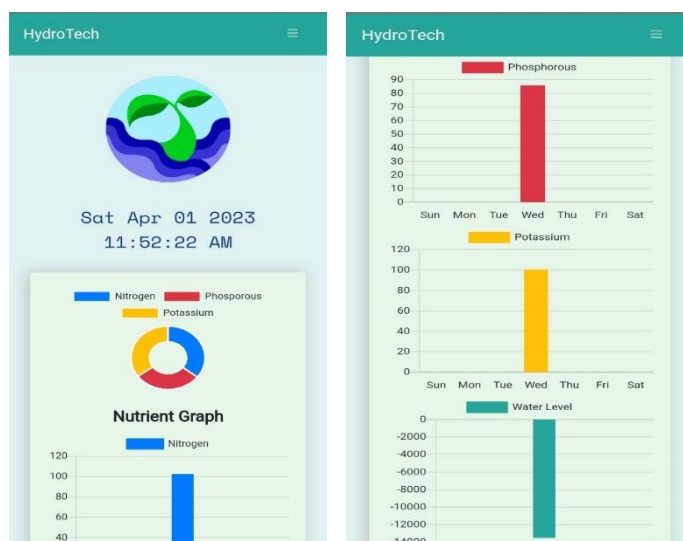 HydroTech
Sat Apr 01 2023
11:52:22 AM
Nitrogen Phosporous
Potassium
Nutrient Graph
Nitrogen
120
100
80
60
40
HydroTech
Phosphorous
90
80
70
60
50
40
30
20
10
0
Sun Mon Tue Wed Thu Fri Sat
Potassium
120
100
80
60
40
20
0
Sun Mon Tue Wed Thu Fri Sat
Water Level
0
-2000
-4000
-6000
-8000
-10000
-12000
-14000